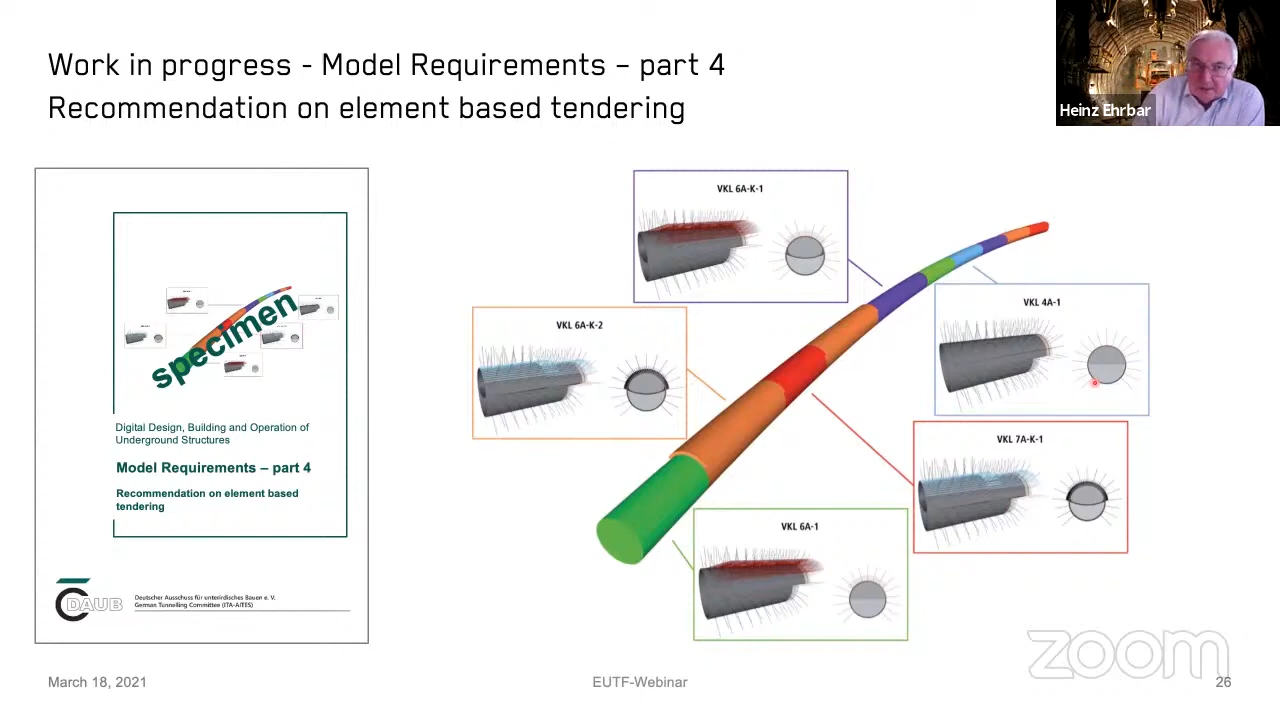 Work in progress - Model Requirements – part 4
Recommendation on element based tendering
Heinz Ehrbar
specimen
Digital Design, Building and Operation of
Underground Structures
Model Requirements – part 4
Recommendation on element based
tendering
DAUB
Deutscher Ausschuss für unterirdisches Bauen e. V.
German Tunnelling Committee (ITA-AITES)
VKL 6A-K-1
VKL 6A-K-2
VKL 4A-1
VKL 7A-K-1
VKL 6A-1
zoom
March 18, 2021
EUTF-Webinar
26